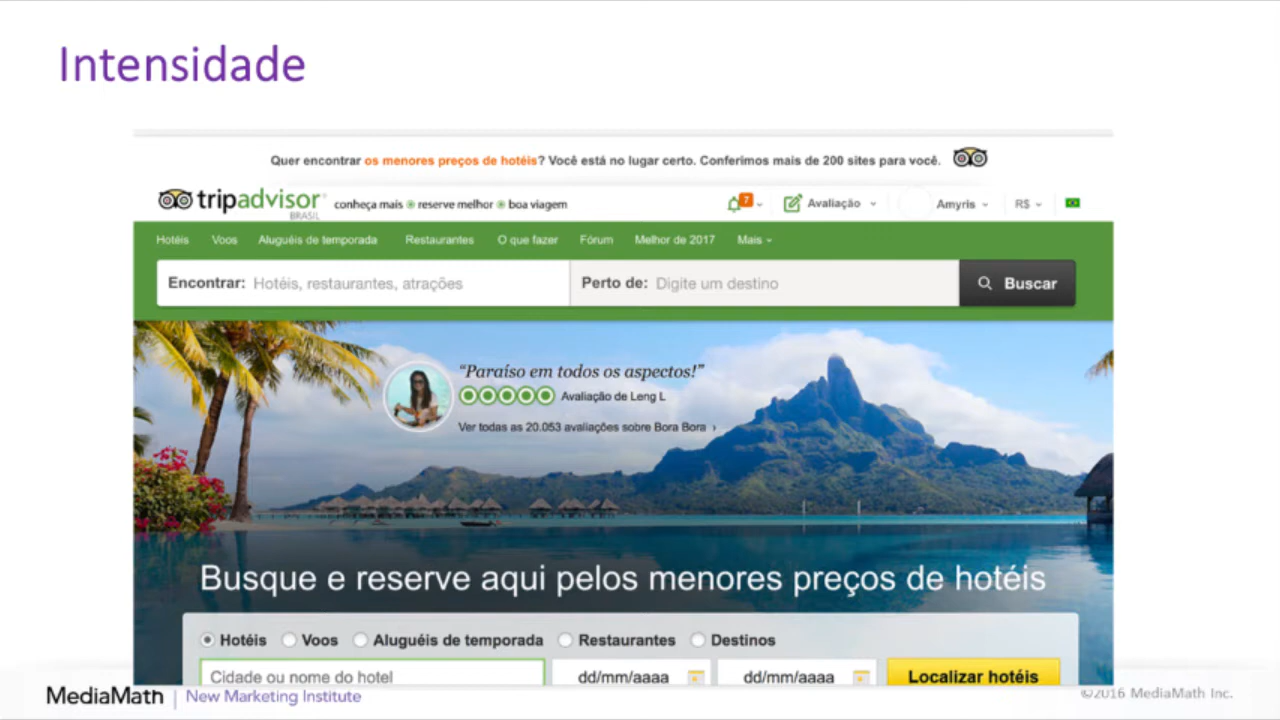 Intensidade
Quer encontrar os menores preços de hotéis? Você está no lugar certo. Conferimos mais de 200 sites para você.
tripadvisor
BRASIL
conheça mais reserve melhor boa viagem
7
Avaliação
Amyris
R$
Hotéis Voos Aluguéis de temporada Restaurantes O que fazer Fórum Melhor de 2017 Mais
Encontrar: Hotéis, restaurantes, atrações Perto de: Digite um destino Buscar
“Paraíso em todos os aspectos!”
Avaliação de Leng L
Ver todas as 20.053 avaliações sobre Bora Bora ›
Busque e reserve aqui pelos menores preços de hotéis
Hotéis Voos Aluguéis de temporada Restaurantes Destinos
Cidade ou nome do hotel dd/mm/aaaa dd/mm/aaaa Localizar hotéis
MediaMath | New Marketing Institute
©2016 MediaMath Inc.